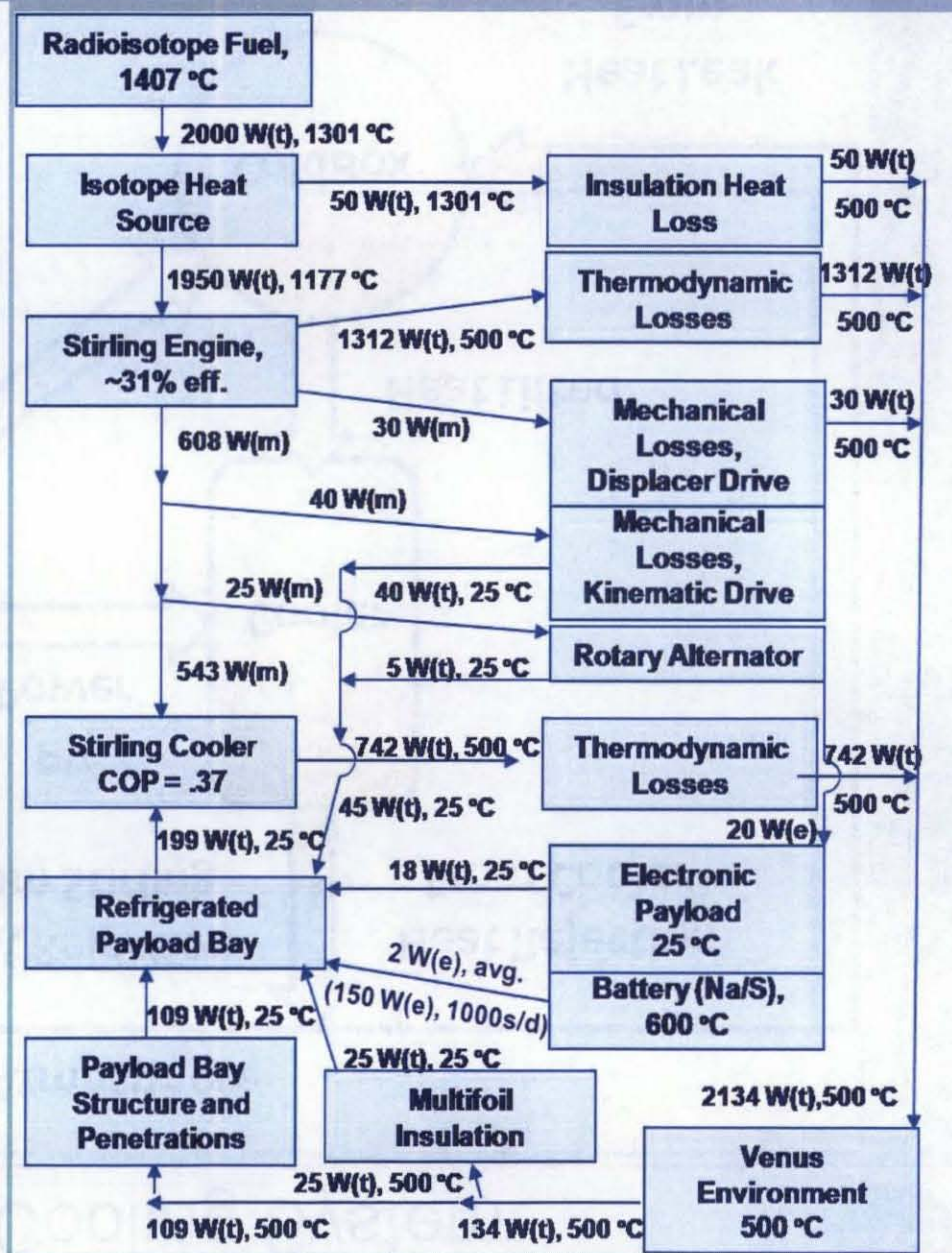 Radioisotope Fuel,
1407 °C
2000 W(t), 1301 °C
Isotope Heat
Source
50 W(t), 1301 °C
Insulation Heat
Loss
50 W(t)
500 °C
1950 W(t), 1177 °C
Stirling Engine,
~31% eff.
1312 W(t), 500 °C
Thermodynamic
Losses
1312 W(t)
500 °C
608 W(m)
30 W(m)
Mechanical
Losses,
Displacer Drive
30 W(t)
500 °C
40 W(m)
Mechanical
Losses,
Kinematic Drive
40 W(t), 25 °C
25 W(m)
Rotary Alternator
5 W(t), 25 °C
543 W(m)
Stirling Cooler
COP = .37
742 W(t), 500 °C
Thermodynamic
Losses
742 W(t)
500 °C
45 W(t), 25 °C
20 W(e)
199 W(t), 25 °C
18 W(t), 25 °C
Electronic
Payload
25 °C
Refrigerated
Payload Bay
2 W(e), avg.
(150 W(e), 1000s/d)
Battery (Na/S),
600 °C
109 W(t), 25 °C
25 W(t), 25 °C
Payload Bay
Structure and
Penetrations
Multifoil
Insulation
2134 W(t),500 °C
Venus
Environment
500 °C
25 W(t), 500 °C
109 W(t), 500 °C
134 W(t), 500 °C